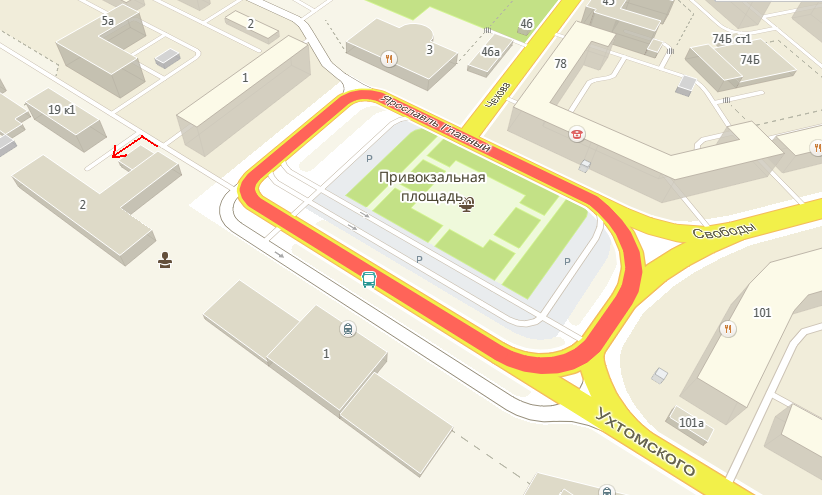 45
5а
2
46
3
46а
74Б ст1
74Б
78
1
Чехова
19 к1
Ярославль Главный
P
Привокзальная
площадь
2
Свободы
P
P
101
1
101а
Ухтомского